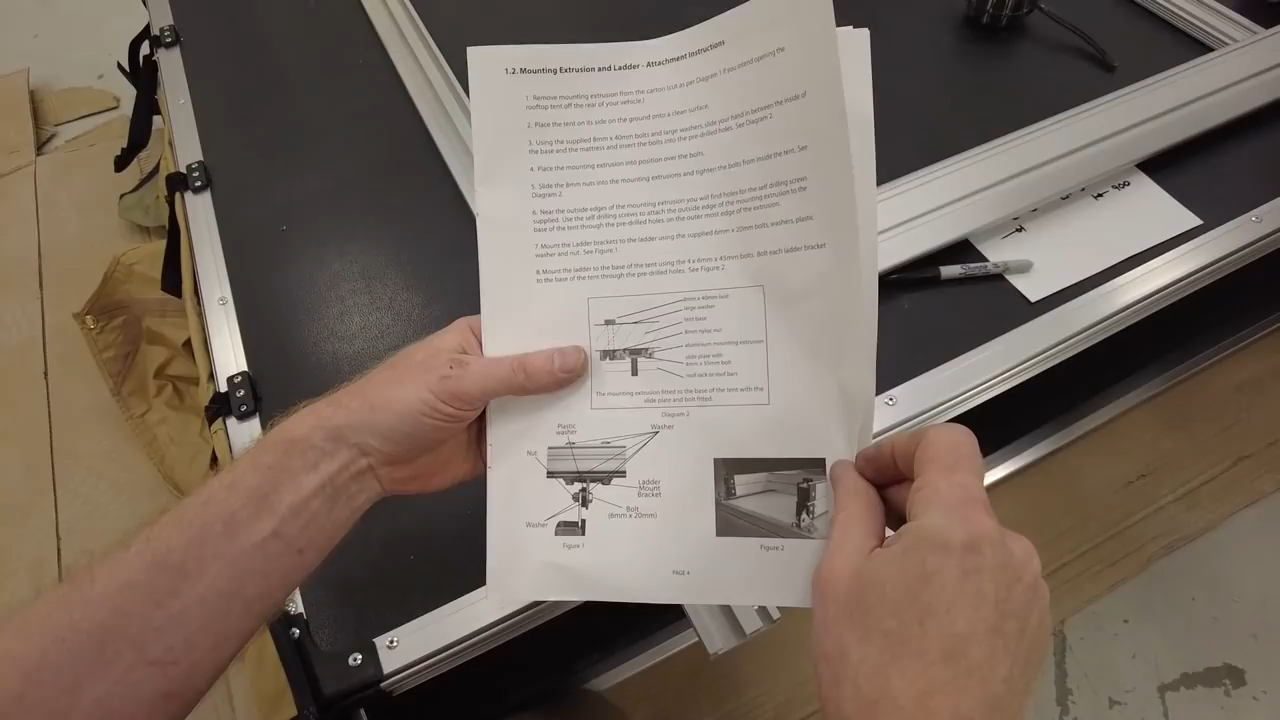 1.2. Mounting Extrusion and Ladder - Attachment Instructions
1. Remove mounting extrusion from the carton (cut as per Diagram 1 if you intend opening the
rooftop tent off the rear of your vehicle.)
2. Place the tent on its side on the ground onto a clean surface.
3. Using the supplied 8mm x 40mm bolts and large washers, slide your hand in between the inside of
the base and the mattress and insert the bolts into the pre-drilled holes. See Diagram 2.
4. Place the mounting extrusion into position over the bolts.
5. Slide the 8mm nuts into the mounting extrusions and tighten the bolts from inside the tent. See
Diagram 2.
6. Near the outside edges of the mounting extrusion you will find holes for the self drilling screws
supplied. Use the self drilling screws to attach the outside edge of the mounting extrusion to the
base of the tent through the pre-drilled holes on the outer most edge of the extrusion.
7. Mount the Ladder brackets to the ladder using the supplied 6mm x 20mm bolts, washers, plastic
washer and nut. See Figure 1.
8. Mount the ladder to the base of the tent using the 4 x 6mm x 45mm bolts. Bolt each ladder bracket
to the base of the tent through the pre-drilled holes. See Figure 2.
8mm x 40mm bolt
large washer
tent base
8mm nyloc nut
aluminium mounting extrusion
slide plate with
8mm x 35mm bolt
roof rack or roof bars
The mounting extrusion fitted to the base of the tent with the
slide plate and bolt fitted.
Diagram 2
Plastic
washer
Washer
Nut
Ladder
Mount
Bracket
Bolt
(6mm x 20mm)
Washer
Figure 1
Figure 2
PAGE 4
Sharpie
900